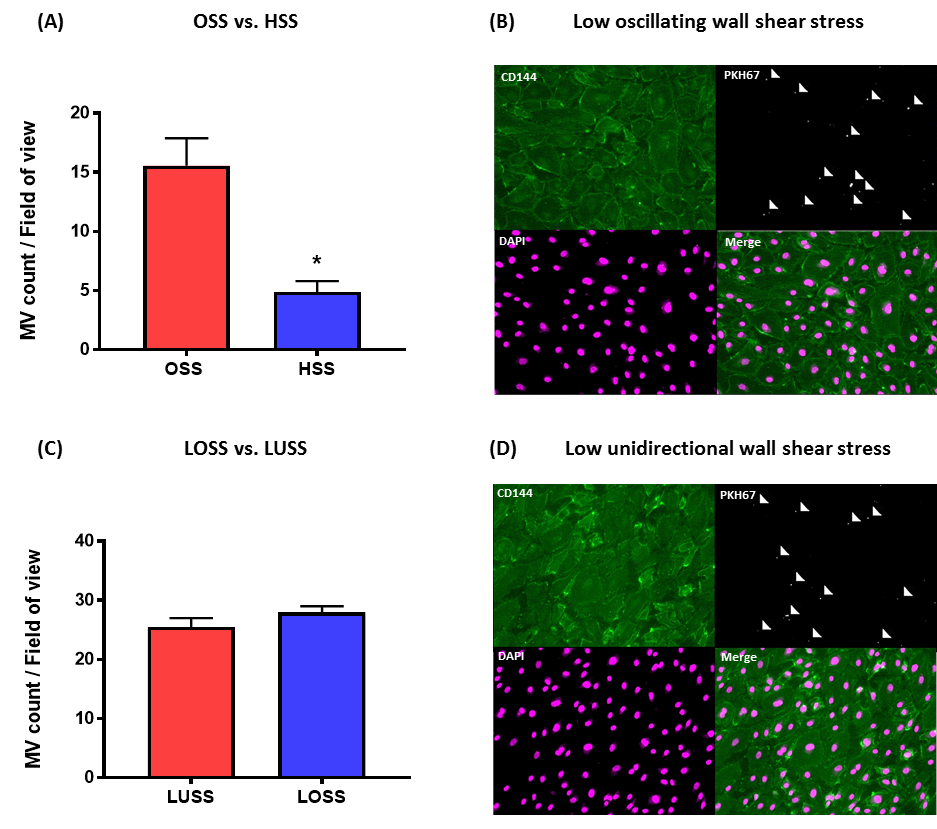 (A) OSS vs. HSS
MV count / Field of view
20
15
10
5
0
*
OSS HSS
(B) Low oscillating wall shear stress
CD144 PKH67
DAPI Merge
(C) LOSS vs. LUSS
MV count / Field of view
40
30
20
10
0
LUSS LOSS
(D) Low unidirectional wall shear stress
CD144 PKH67
DAPI Merge